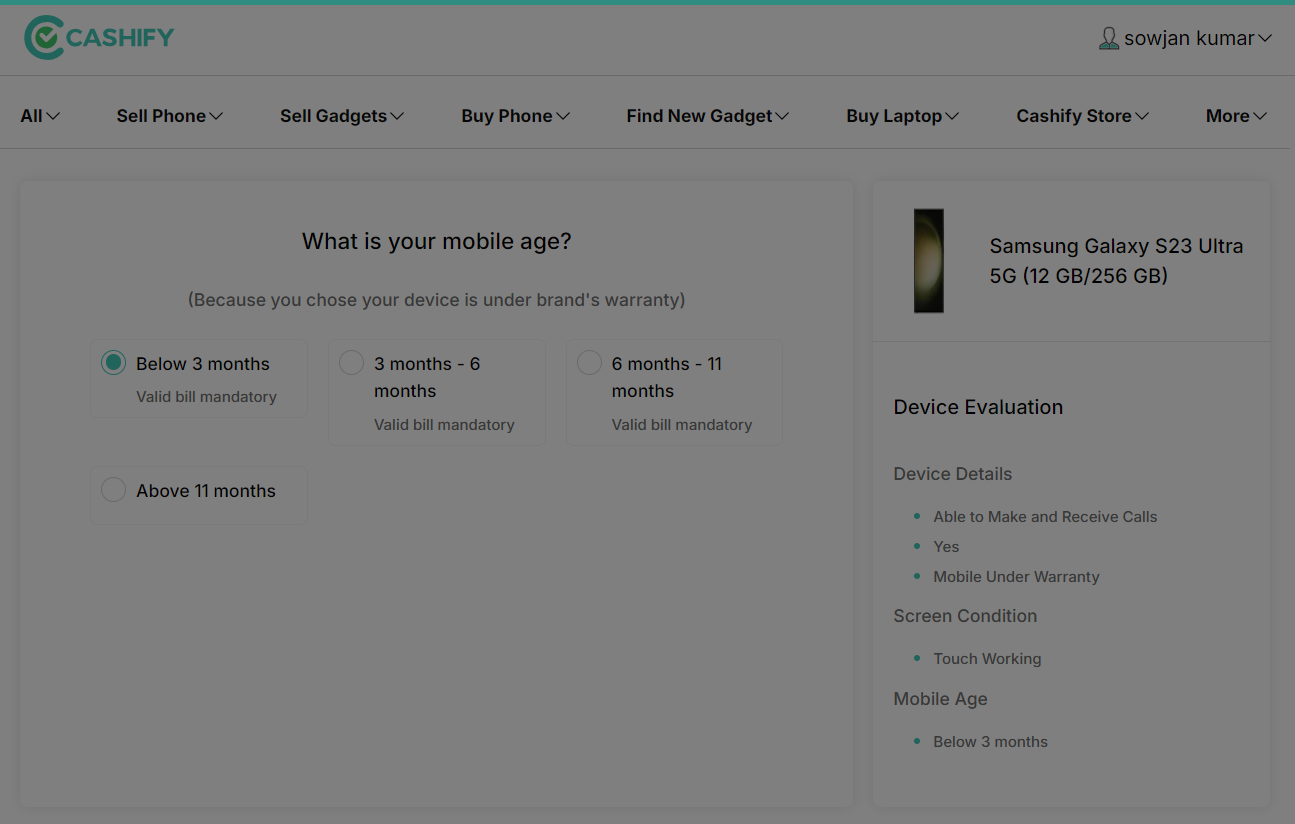 CASHIFY
sowjan kumar
All
Sell Phone
Sell Gadgets
Buy Phone
Find New Gadget
Buy Laptop
Cashify Store
More
What is your mobile age?
(Because you chose your device is under brand's warranty)
Below 3 months
Valid bill mandatory
3 months - 6
months
Valid bill mandatory
6 months - 11
months
Valid bill mandatory
Above 11 months
Samsung Galaxy S23 Ultra
5G (12 GB/256 GB)
Device Evaluation
Device Details
Able to Make and Receive Calls
Yes
Mobile Under Warranty
Screen Condition
Touch Working
Mobile Age
Below 3 months